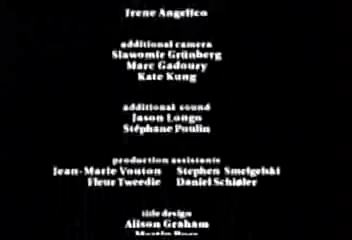 Irene Angelico
additional camera
Slawomir Grünberg
Marc Gadoury
Kate Kung
additional sound
Jason Longo
Stéphane Poulin
production assistants
Jean-Marie Vouton Stephen Smeigelski
Fleur Tweedie Daniel Schisler
title design
Alison Graham